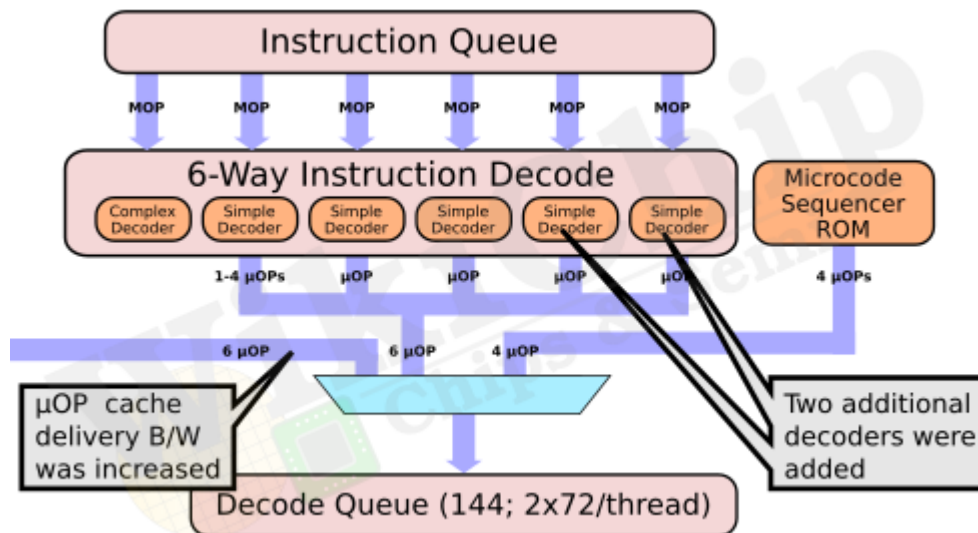 Instruction Queue
MOP MOP MOP MOP MOP MOP
6-Way Instruction Decode
Complex Decoder
Simple Decoder
Simple Decoder
Simple Decoder
Simple Decoder
Simple Decoder
Microcode
Sequencer
ROM
1-4 µOPs µOP µOP µOP µOP 4 µOPs
6 µOP 6 µOP 4 µOP
µOP cache
delivery B/W
was increased
Two additional
decoders were
added
Decode Queue (144; 2x72/thread)
WikiChip